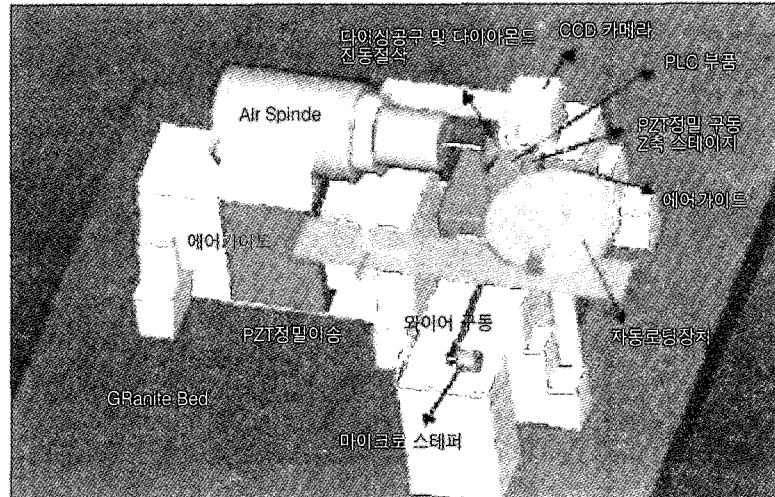 다이싱공구 및 다이아몬드
진동절삭
CCD 카메라
PLC 부품
Air Spinde
PZT정밀 구동
Z축 스테이지
에어가이드
에어가이드
PZT정밀이송
와이어 구동
자동로딩장치
GRanite Bed
마이크로 스테퍼